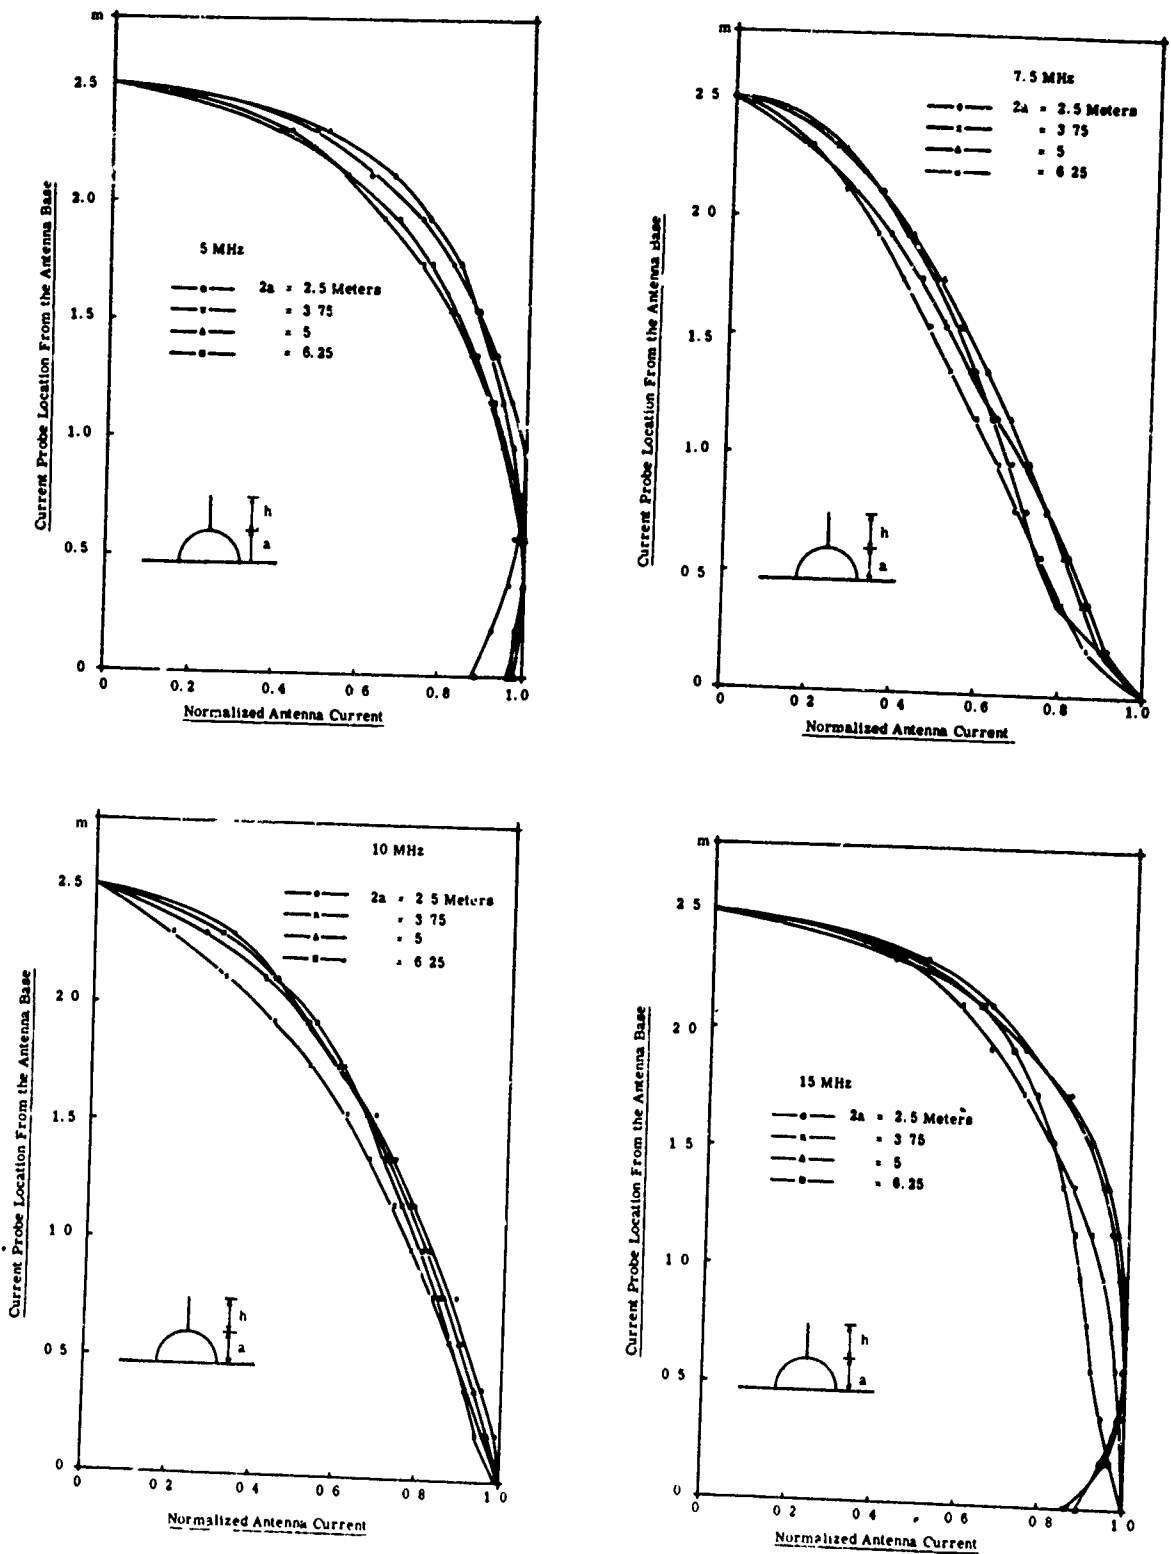 m
2.5
2.0
1.5
1.0
0.5
0
0 0.2 0.4 0.6 0.8 1.0
Normalized Antenna Current
Current Probe Location From the Antenna Base
5 MHz
2a = 2.5 Meters
= 3 75
= 5
= 6.25
h
a
m
2 5
2 0
1.5
1.0
0 5
0
0 0 2 0 4 0 6 0.8 1.0
Normalized Antenna Current
Current Probe Location From the Antenna Base
7.5 MHz
2a = 2.5 Meters
= 3 75
= 5
= 6 25
h
a
m
2.5
2 0
1.5
1 0
0 5
0
0 0 2 0 4 0 6 0 8 1 0
Normalized Antenna Current
Current Probe Location From the Antenna Base
10 MHz
2a = 2 5 Meters
= 3 75
= 5
= 6 25
h
a
m
2 5
2 0
1 5
1 0
0 5
0
0 0 2 0 4 0 6 0 8 1 0
Normalized Antenna Current
Current Probe Location From the Antenna Base
15 MHz
2a = 2.5 Meters
= 3 75
= 5
= 6.25
h
a